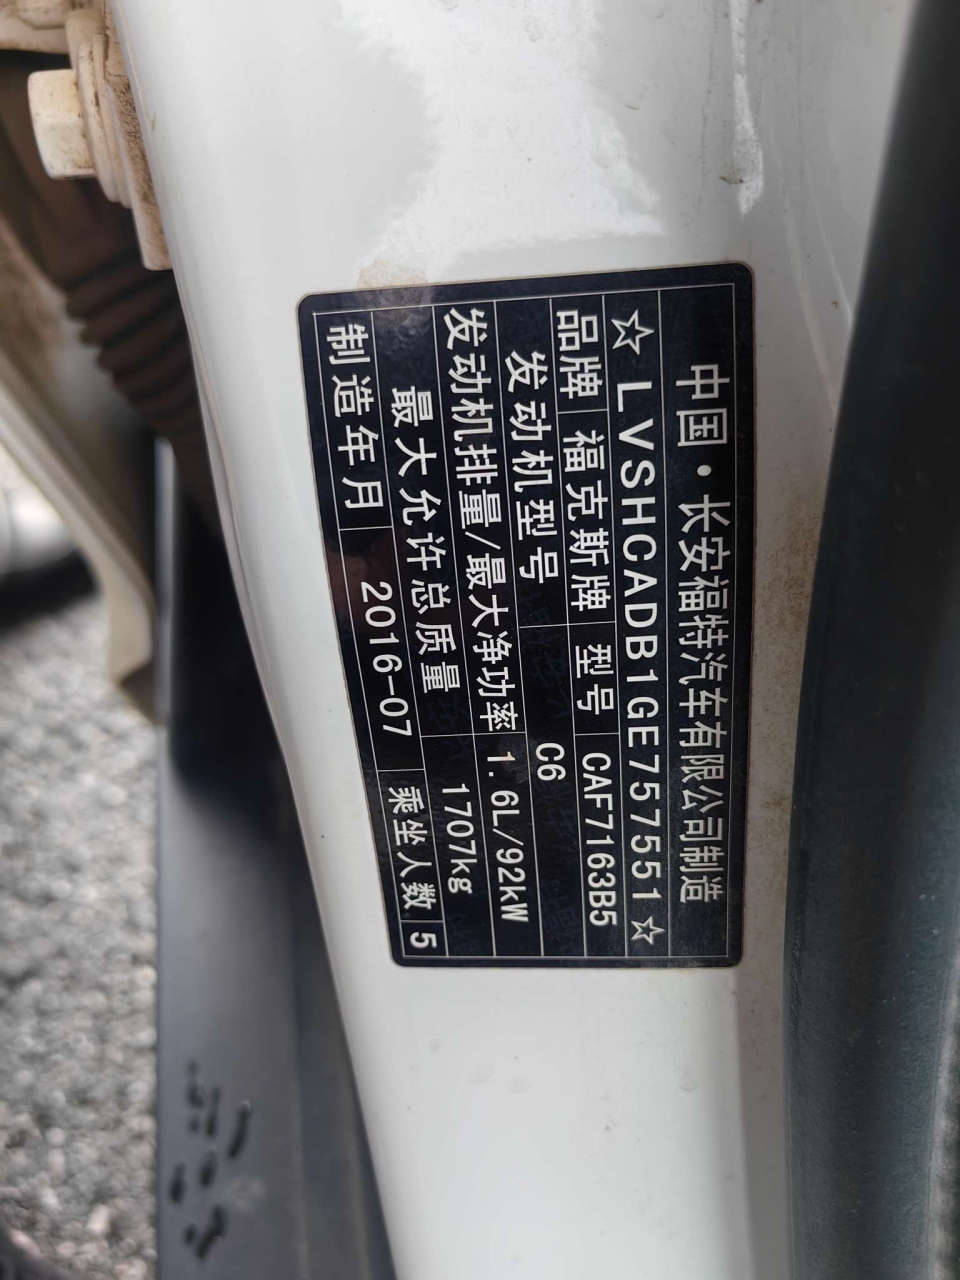 中国·长安福特汽车有限公司制造
☆LVSHCADB1GE757551☆
品牌 福克斯牌 型号 CAF7163B5
发动机型号 C6
发动机排量/最大净功率 1.6L/92kW
最大允许总质量 1707kg
制造年月 2016-07 乘坐人数 5